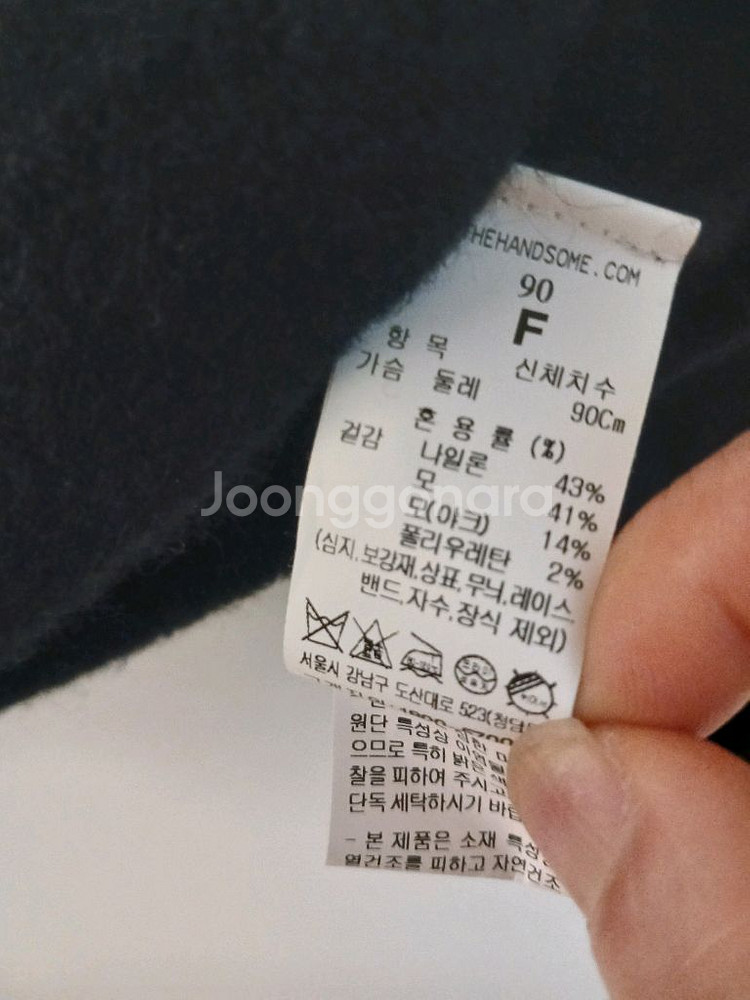 THEHANDSOME.COM
90
F
항 목 신체치수
가슴 둘레 90Cm
혼 용 률 (%)
겉감 나일론 43%
모 41%
모(야크) 14%
폴리우레탄 2%
(심지,보강재,상표,무늬,레이스
밴드,자수,장식 제외)
서울시 강남구 도산대로 523(청담
원단 특성상
으므로 특히 밝은
찰을 피하여 주시
단독 세탁하시기 바
- 본 제품은 소재 특성
열건조를 피하고 자연건조
Joonggonara